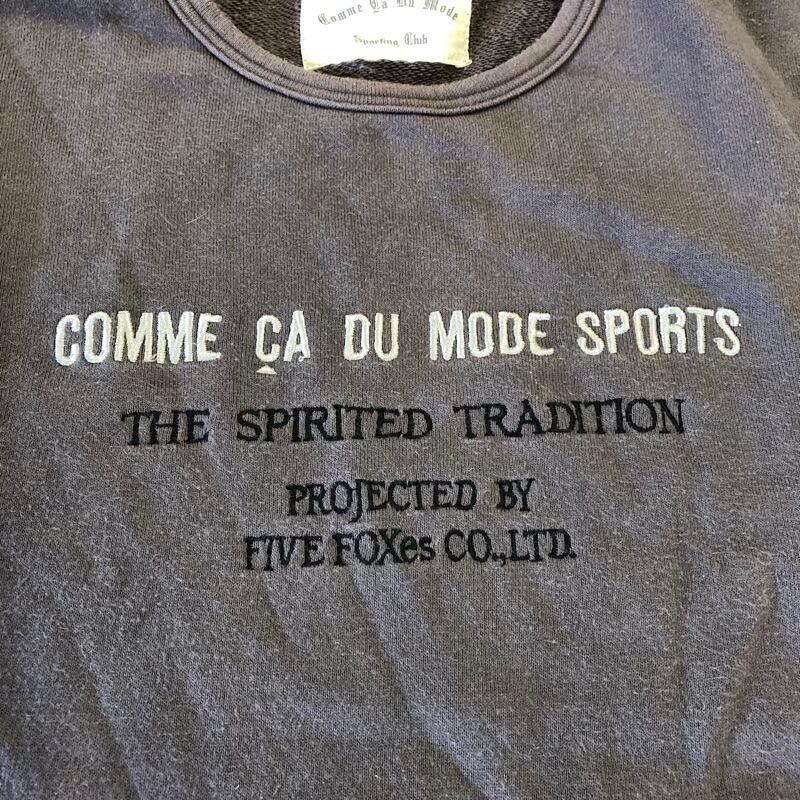 Comme Ça Du Mode
Sporting Club
COMME ÇA DU MODE SPORTS
THE SPIRITED TRADITION
PROJECTED BY
FIVE FOXes CO.,LTD.